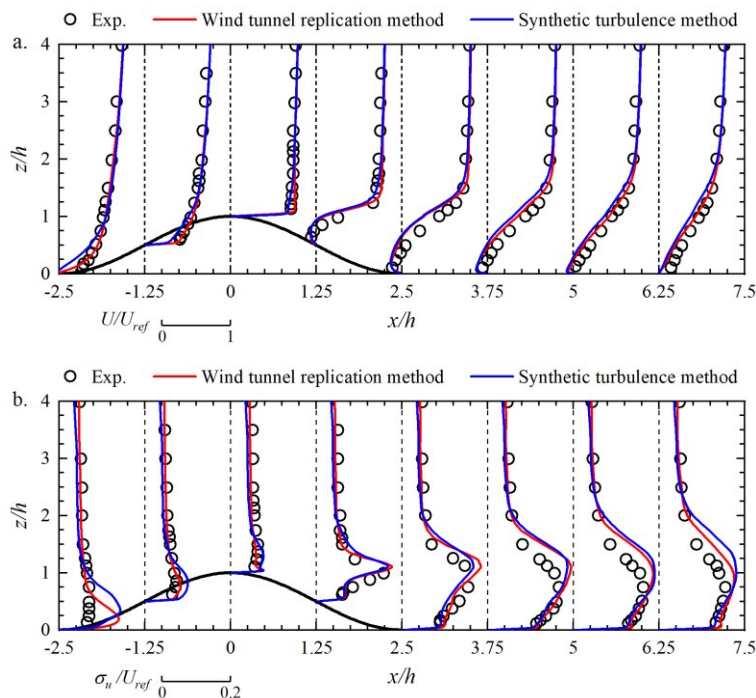 Exp. Wind tunnel replication method Synthetic turbulence method
a.
4
3
2
1
0
z/h
-2.5 -1.25 0 1.25 2.5 3.75 5 6.25 7.5
U/U_ref 0 1 x/h
Exp. Wind tunnel replication method Synthetic turbulence method
b.
4
3
2
1
0
z/h
-2.5 -1.25 0 1.25 2.5 3.75 5 6.25 7.5
σ_u/U_ref 0 0.2 x/h